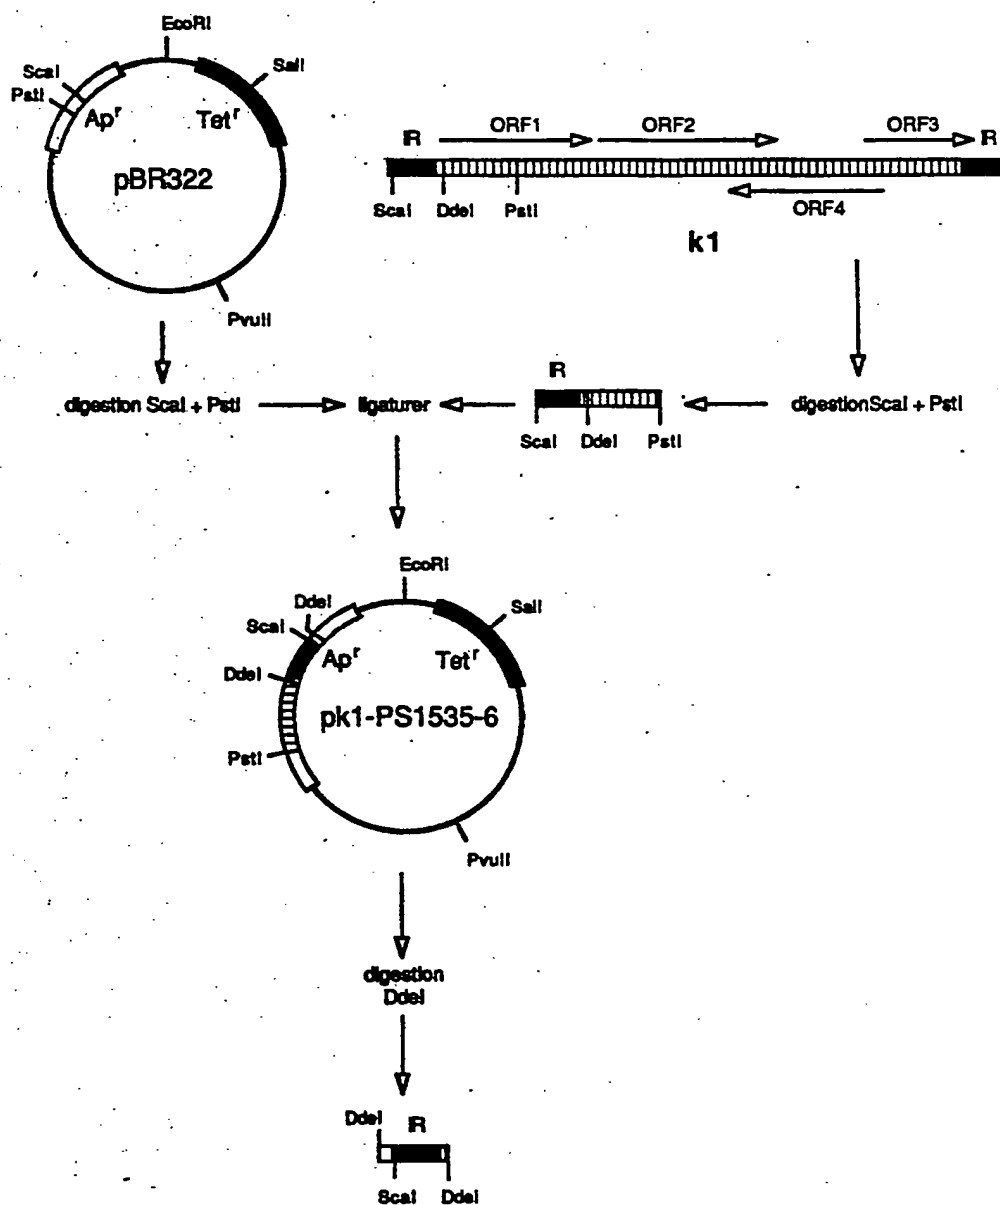 EcoRI
ScaI
SalI
PstI
Apr
Tetr
pBR322
PvuII
IR
ORF1
ORF2
ORF3
IR
ScaI
DdeI
PstI
ORF4
k1
digestion ScaI + PstI
ligaturer
IR
ScaI
DdeI
PstI
digestionScaI + PstI
EcoRI
DdeI
SalI
ScaI
Apr
Tetr
DdeI
pk1-PS1535-6
PstI
PvuII
digestion
DdeI
DdeI
IR
ScaI
DdeI